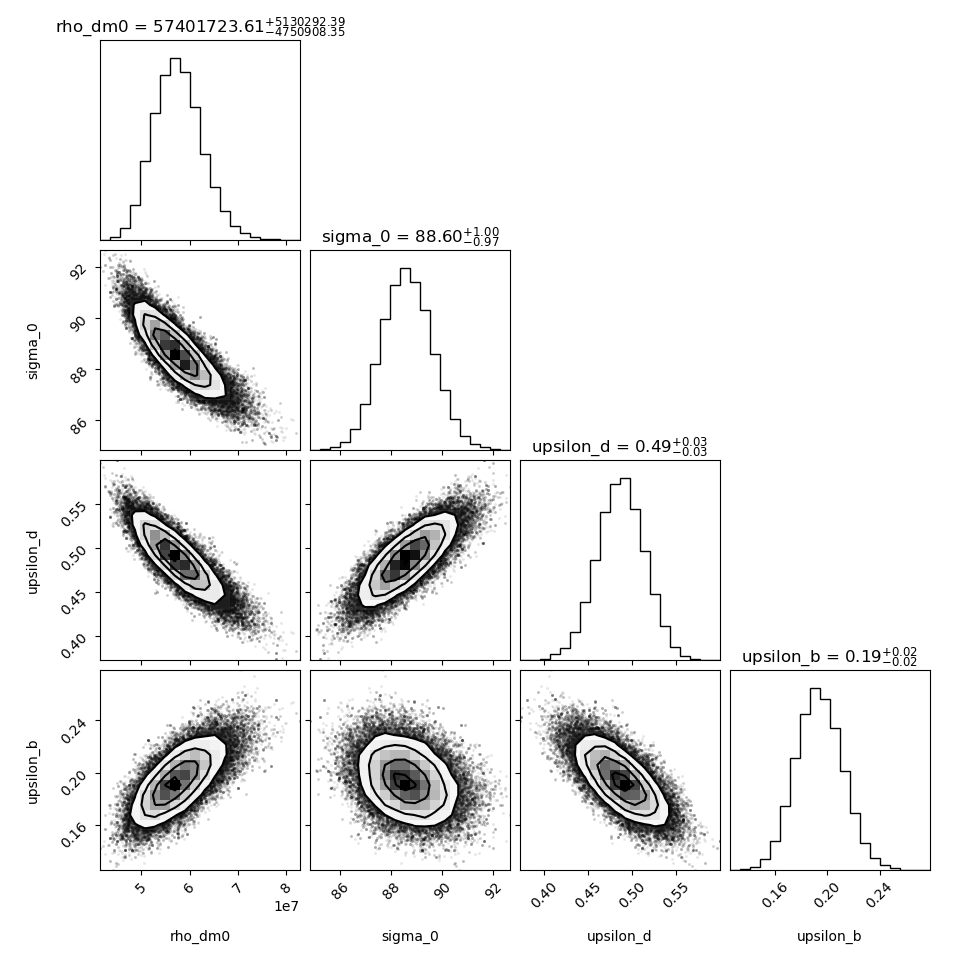 rho_dm0 = 57401723.61+5130292.39
−4750908.35
sigma_0 = 88.60+1.00
−0.97
92
90
88
86
sigma_0
upsilon_d = 0.49+0.03
−0.03
0.55
0.50
0.45
0.40
upsilon_d
upsilon_b = 0.19+0.02
−0.02
0.24
0.20
0.16
upsilon_b
5 6 7 8
1e7
86 88 90 92
0.40 0.45 0.50 0.55
0.16 0.20 0.24
rho_dm0 sigma_0 upsilon_d upsilon_b